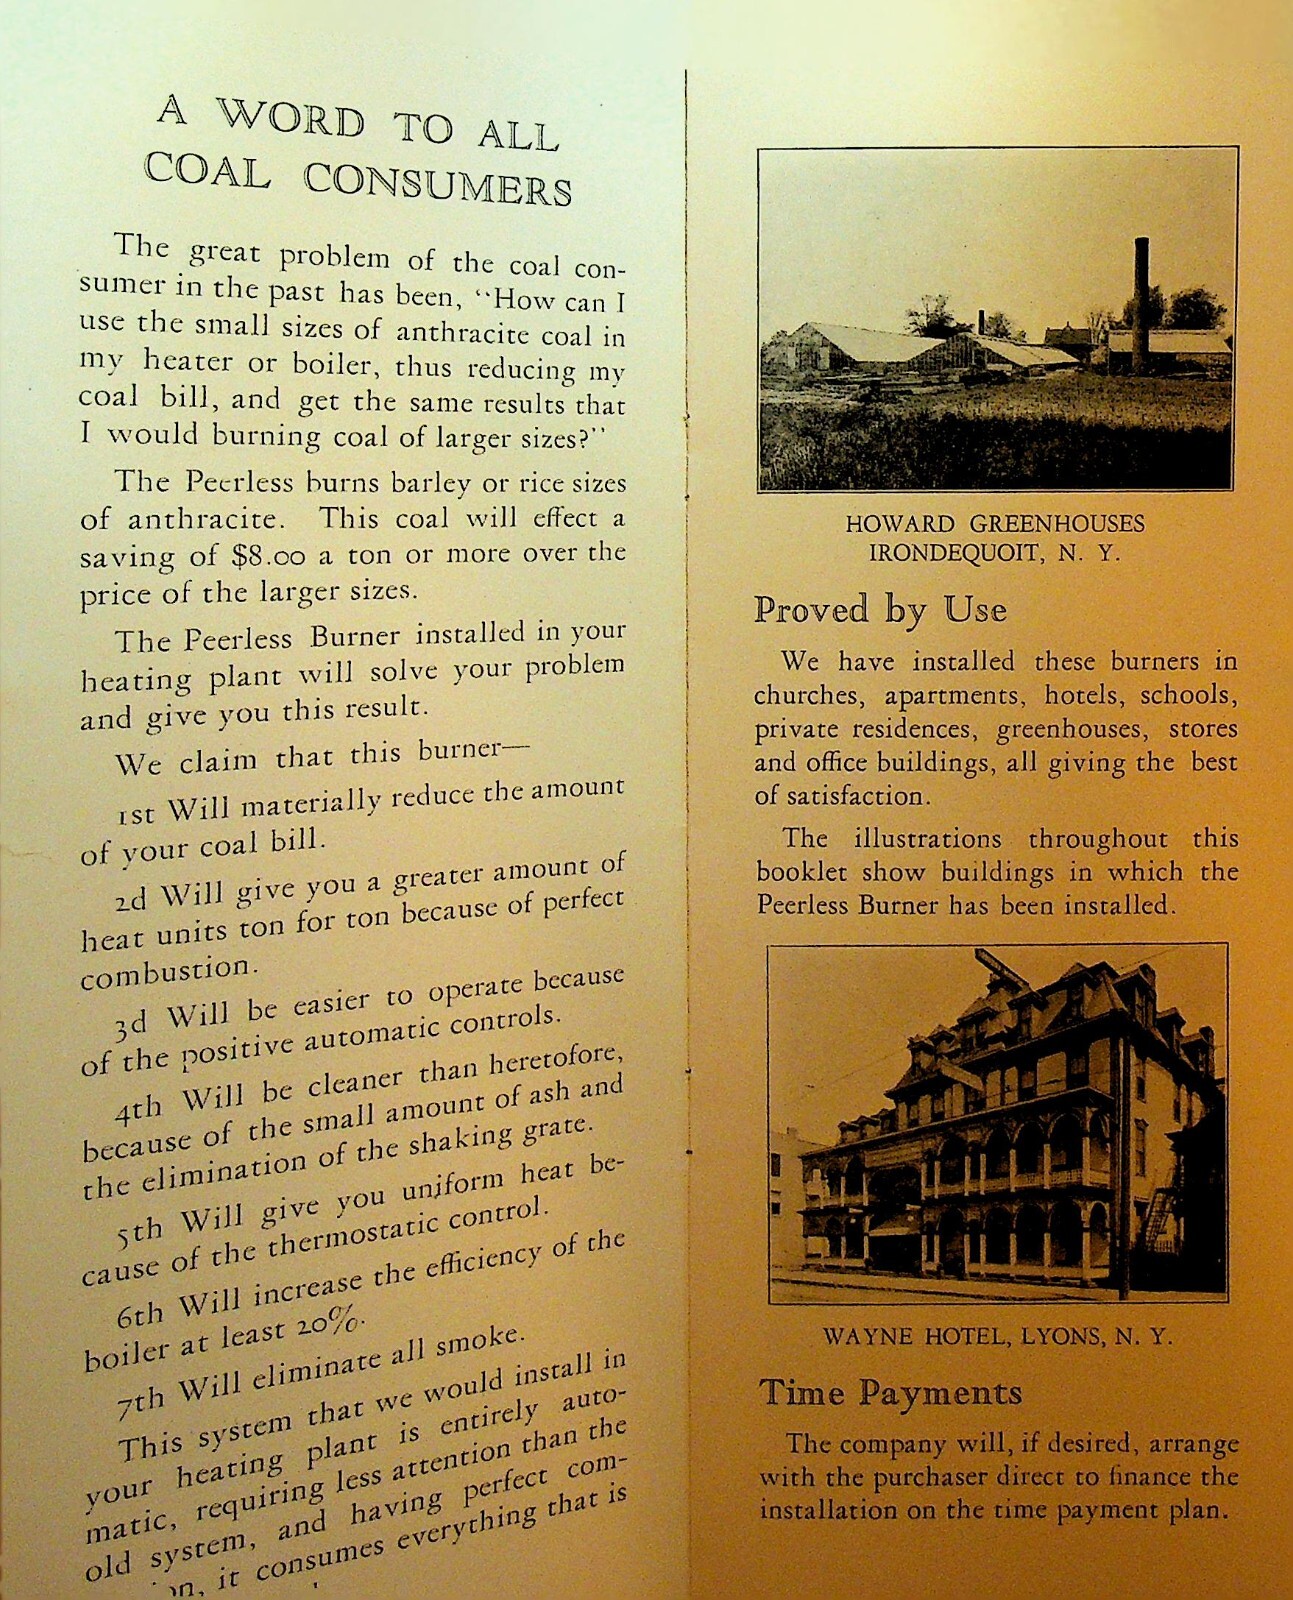 A WORD TO ALL
COAL CONSUMERS
The great problem of the coal con-
sumer in the past has been, "How can I
use the small sizes of anthracite coal in
my heater or boiler, thus reducing my
coal bill, and get the same results that
I would burning coal of larger sizes?"
The Peerless burns barley or rice sizes
of anthracite. This coal will effect a
saving of $8.00 a ton or more over the
price of the larger sizes.
The Peerless Burner installed in your
heating plant will solve your problem
and give you this result.
We claim that this burner—
1st Will materially reduce the amount
of your coal bill.
2d Will give you a greater amount of
heat units ton for ton because of perfect
combustion.
3d Will be easier to operate because
of the positive automatic controls.
4th Will be cleaner than heretofore,
because of the small amount of ash and
the elimination of the shaking grate.
5th Will give you uniform heat be-
cause of the thermostatic control.
6th Will increase the efficiency of the
boiler at least 20%.
7th Will eliminate all smoke.
This system that we would install in
your heating plant is entirely auto-
matic, requiring less attention than the
old system, and having perfect com-
it consumes everything that is
HOWARD GREENHOUSES
IRONDEQUOIT, N. Y.
Proved by Use
We have installed these burners in
churches, apartments, hotels, schools,
private residences, greenhouses, stores
and office buildings, all giving the best
of satisfaction.
The illustrations throughout this
booklet show buildings in which the
Peerless Burner has been installed.
WAYNE HOTEL, LYONS, N. Y.
Time Payments
The company will, if desired, arrange
with the purchaser direct to finance the
installation on the time payment plan.